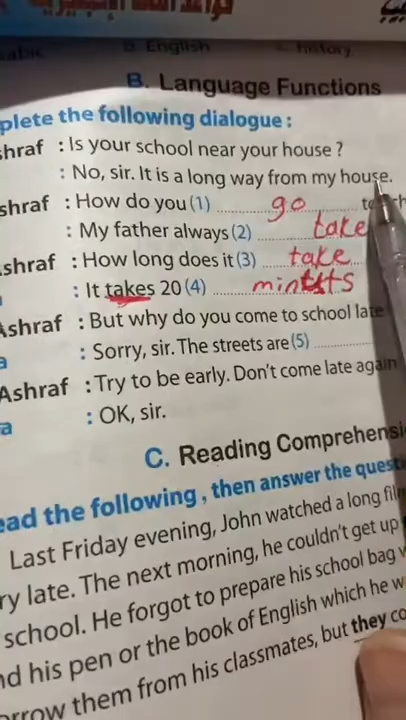 b. English
history
B. Language Functions
plete the following dialogue :
shraf : Is your school near your house ?
: No, sir. It is a long way from my house.
shraf : How do you (1) go to
: My father always (2) take
shraf : How long does it (3) take
: It takes 20 (4)
Ashraf : But why do you come to school late
a : Sorry, sir. The streets are (5)
Ashraf : Try to be early. Don't come late again
a : OK, sir.
C. Reading Comprehensi
ead the following, then answer the quest
Last Friday evening, John watched a long fil
ry late. The next morning, he couldn't get up
school. He forgot to prepare his school bag
nd his pen or the book of English which he w
orrow them from his classmates, but they co